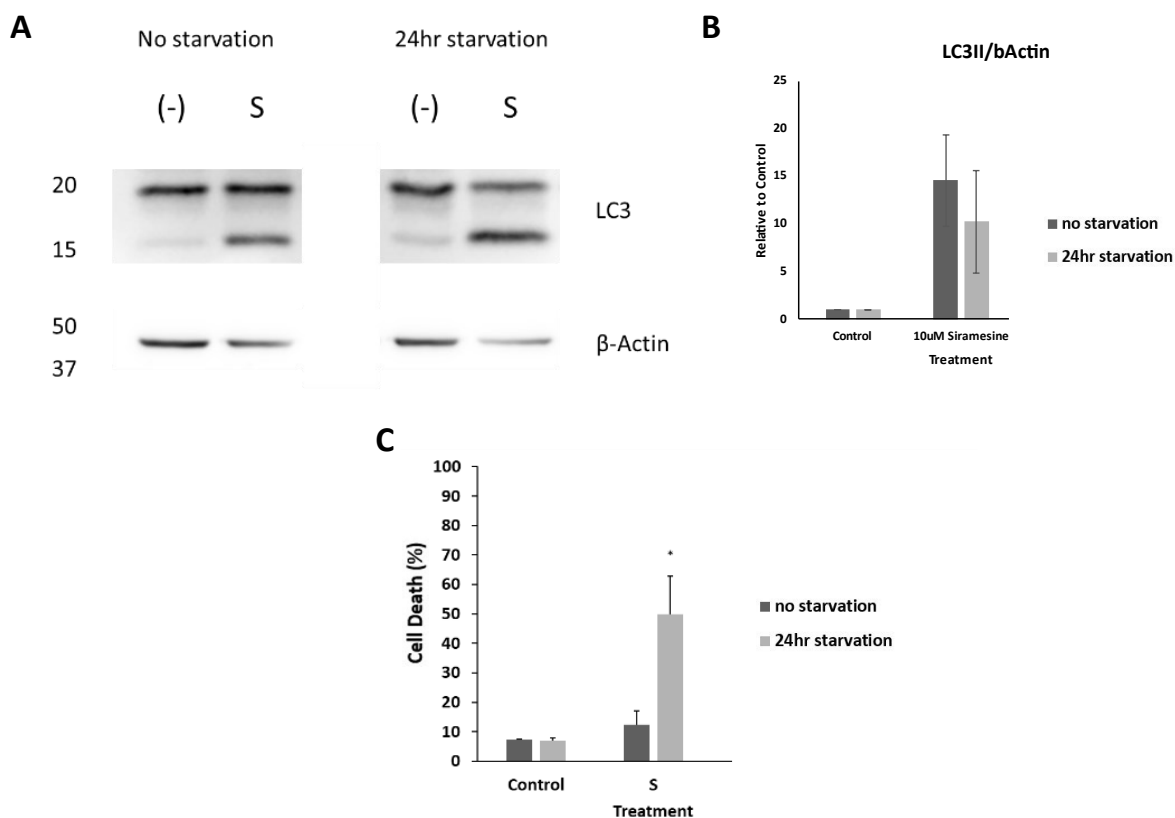 A
No starvation
24hr starvation
(-)
S
(-)
S
20
15
LC3
50
37
β-Actin
B
LC3II/bActin
25
20
15
10
5
0
Relative to Control
Control
10uM Siramesine
Treatment
no starvation
24hr starvation
C
100
90
80
70
60
50
40
30
20
10
0
Cell Death (%)
*
Control
S
Treatment
no starvation
24hr starvation